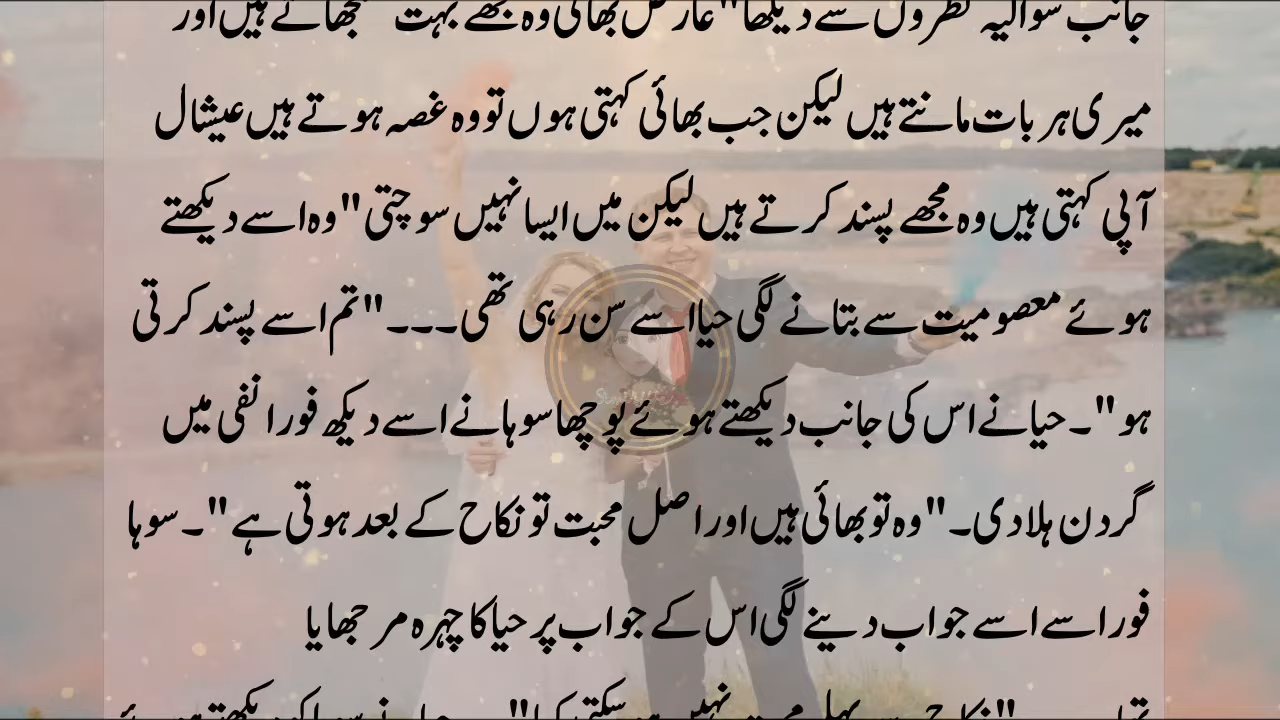 جانب سوالیہ نظروں سے دیکھا"عارض بھائی وہ مجھے بہت سمجھاتے ہیں اور
میری ہر بات مانتے ہیں لیکن جب بھائی کہتی ہوں تو وہ غصہ ہوتے ہیں عیشال
آپی کہتی ہیں وہ مجھے پسند کرتے ہیں لیکن میں ایسا نہیں سوچتی"وہ اسے دیکھتے
ہوئے معصومیت سے بتانے لگی حیا اسے سن رہی تھی۔۔۔"تم اسے پسند کرتی
ہو"۔حیا نے اس کی جانب دیکھتے ہوئے پوچھا سوہا نے اسے دیکھ فورا نفی میں
گردن ہلا دی۔"وہ تو بھائی ہیں اور اصل محبت تو نکاح کے بعد ہوتی ہے"۔سوہا
فورا سے اسے جواب دینے لگی اس کے جواب پر حیا کا چہرہ مرجھایا